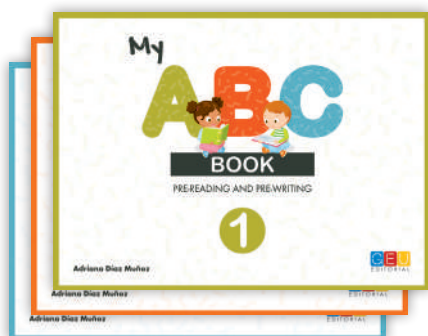 My
ABC
BOOK
PRE-READING AND PRE-WRITING
1
Adriana Díaz Muñoz
GEU
EDITORIAL
Adriana Díaz Muñoz
EDITORIAL
Adriana Díaz Muñoz
EDITORIAL